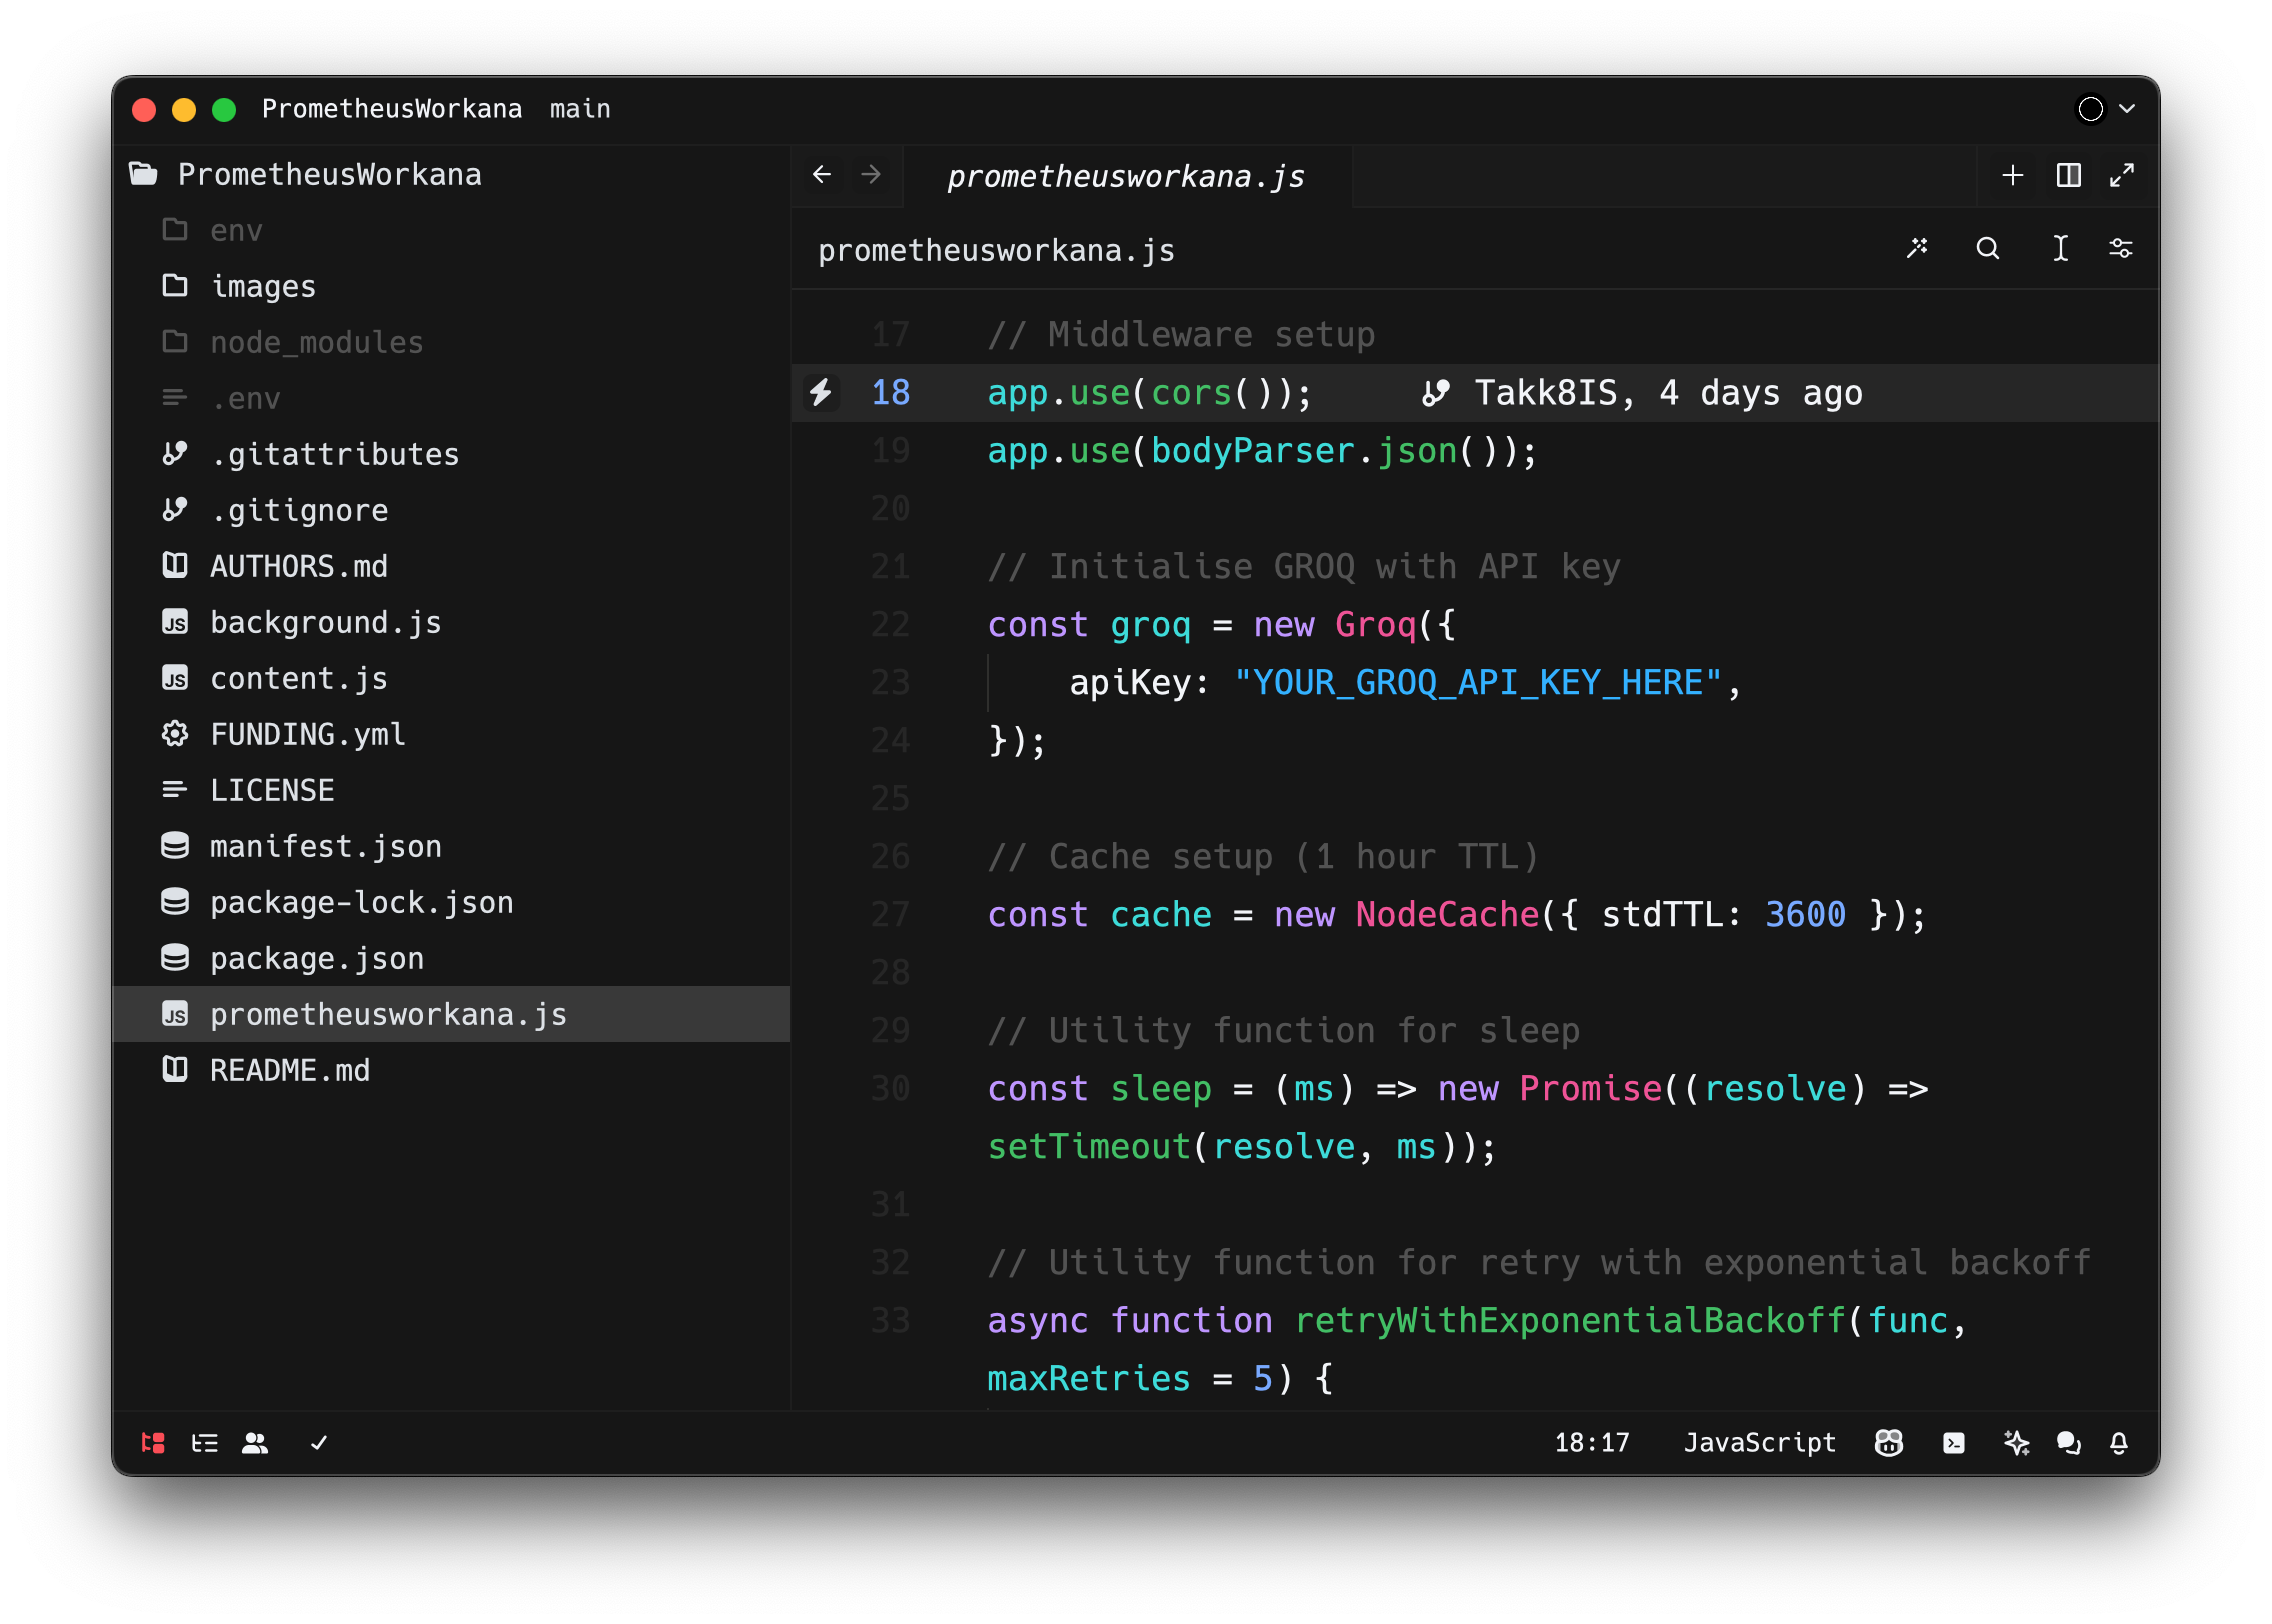 PrometheusWorkana main
PrometheusWorkana
env
images
node_modules
.env
.gitattributes
.gitignore
AUTHORS.md
background.js
content.js
FUNDING.yml
LICENSE
manifest.json
package-lock.json
package.json
prometheusworkana.js
README.md
prometheusworkana.js
prometheusworkana.js
17 // Middleware setup
18 app.use(cors()); Takk8IS, 4 days ago
19 app.use(bodyParser.json());
20
21 // Initialise GROQ with API key
22 const groq = new Groq({
23 apiKey: "YOUR_GROQ_API_KEY_HERE",
24 });
25
26 // Cache setup (1 hour TTL)
27 const cache = new NodeCache({ stdTTL: 3600 });
28
29 // Utility function for sleep
30 const sleep = (ms) => new Promise((resolve) =>
setTimeout(resolve, ms));
31
32 // Utility function for retry with exponential backoff
33 async function retryWithExponentialBackoff(func,
maxRetries = 5) {
18:17 JavaScript